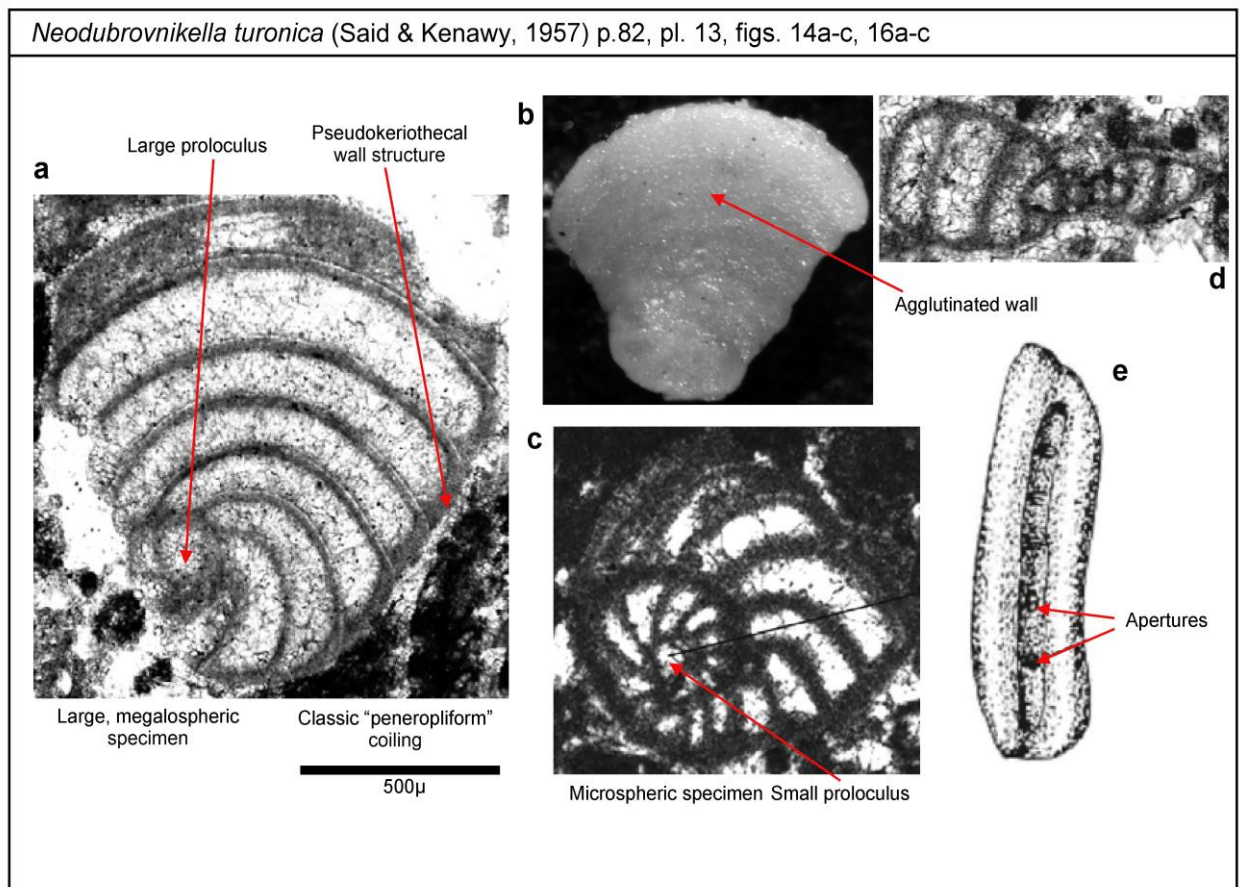 Neodubrovnikella turonica (Said & Kenawy, 1957) p.82, pl. 13, figs. 14a-c, 16a-c
a
Large proloculus
Pseudokeriothecal
wall structure
b
Agglutinated wall
d
e
Apertures
c
Large, megalospheric
specimen
Classic “peneropliform”
coiling
500µ
Microspheric specimen
Small proloculus